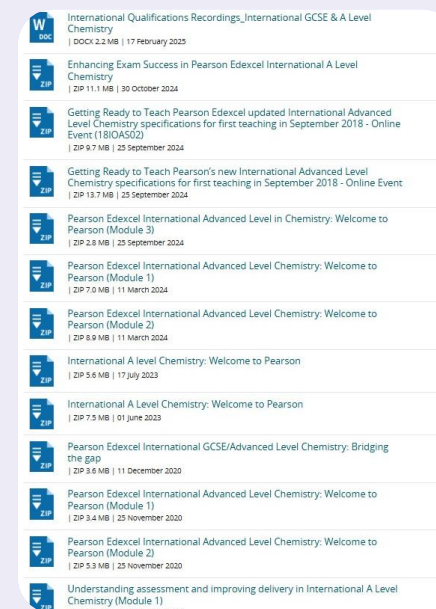 W
DOC
International Qualifications Recordings_International GCSE & A Level
Chemistry
| DOCX 2.2 MB | 17 February 2025
ZIP
Enhancing Exam Success in Pearson Edexcel International A Level
Chemistry
| ZIP 11.1 MB | 30 October 2024
ZIP
Getting Ready to Teach Pearson Edexcel updated International Advanced
Level Chemistry specifications for first teaching in September 2018 - Online
Event (18IOAS02)
| ZIP 9.7 MB | 25 September 2024
ZIP
Getting Ready to Teach Pearson's new International Advanced Level
Chemistry specifications for first teaching in September 2018 - Online Event
| ZIP 13.7 MB | 25 September 2024
ZIP
Pearson Edexcel International Advanced Level in Chemistry: Welcome to
Pearson (Module 3)
| ZIP 2.8 MB | 25 September 2024
ZIP
Pearson Edexcel International Advanced Level Chemistry: Welcome to
Pearson (Module 1)
| ZIP 7.0 MB | 11 March 2024
ZIP
Pearson Edexcel International Advanced Level Chemistry: Welcome to
Pearson (Module 2)
| ZIP 8.9 MB | 11 March 2024
ZIP
International A level Chemistry: Welcome to Pearson
| ZIP 5.6 MB | 17 July 2023
ZIP
International A Level Chemistry: Welcome to Pearson
| ZIP 7.5 MB | 01 June 2023
ZIP
Pearson Edexcel International GCSE/Advanced Level Chemistry: Bridging
the gap
| ZIP 3.6 MB | 11 December 2020
ZIP
Pearson Edexcel International Advanced Level Chemistry: Welcome to
Pearson (Module 1)
| ZIP 3.4 MB | 25 November 2020
ZIP
Pearson Edexcel International Advanced Level Chemistry: Welcome to
Pearson (Module 2)
| ZIP 5.3 MB | 25 November 2020
ZIP
Understanding assessment and improving delivery in International A Level
Chemistry (Module 1)